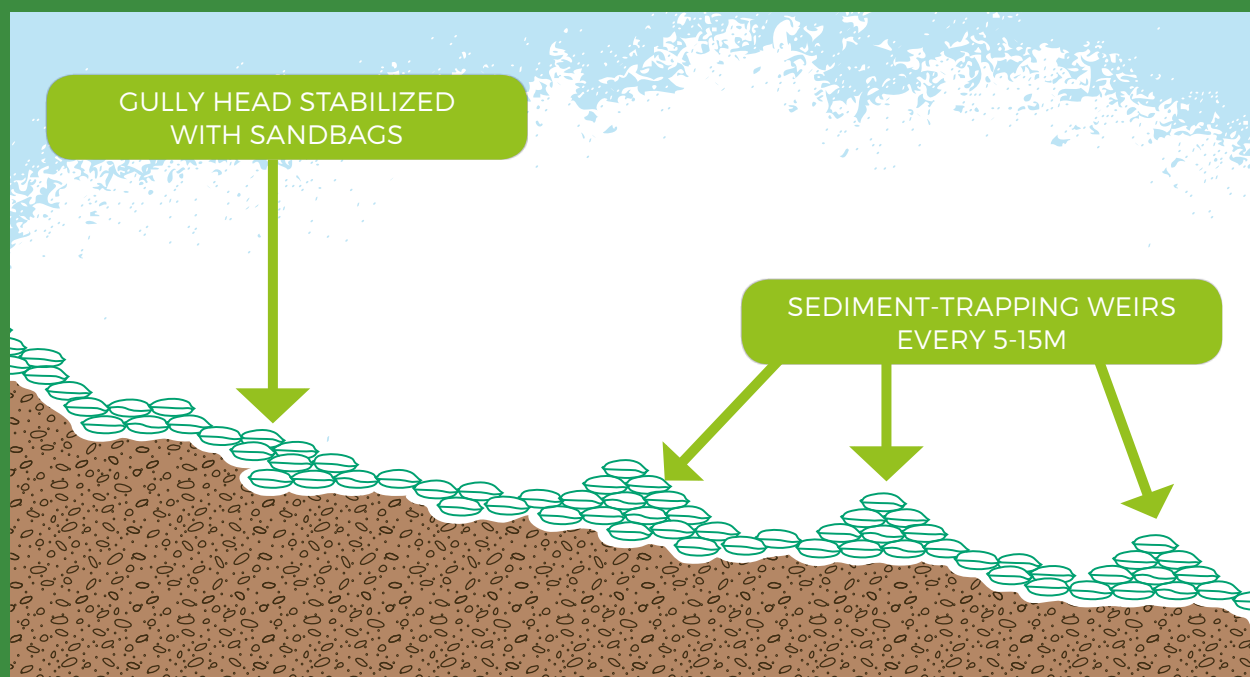 GULLY HEAD STABILIZED
WITH SANDBAGS
SEDIMENT-TRAPPING WEIRS
EVERY 5-15M